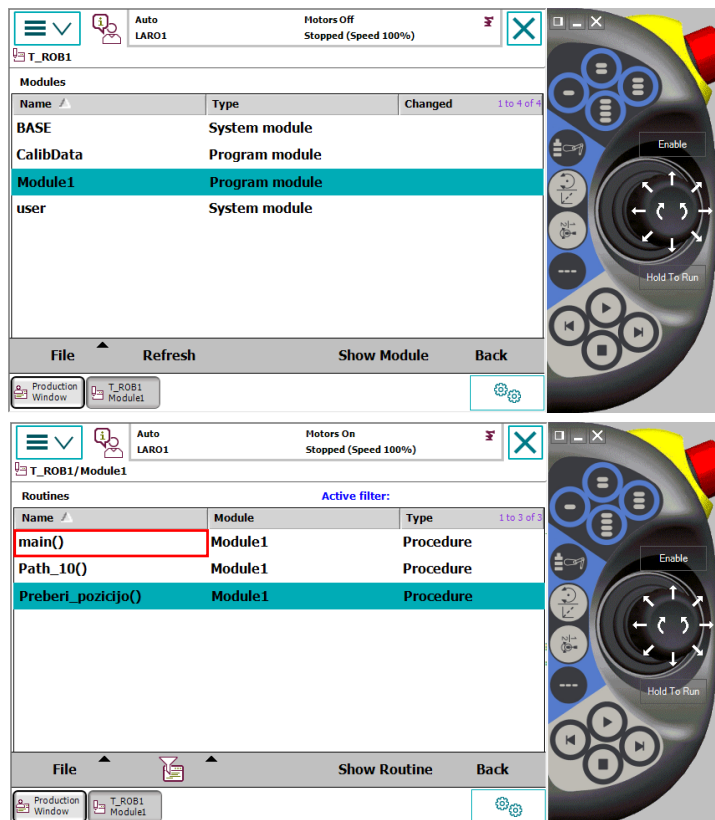 Auto
LARO1
Motors Off
Stopped (Speed 100%)
T_ROB1
Modules
Name Type Changed 1 to 4 of 4
BASE System module
CalibData Program module
Module1 Program module
user System module
File Refresh Show Module Back
Production
Window
T_ROB1
Module1
Enable
Hold To Run
Auto
LARO1
Motors On
Stopped (Speed 100%)
T_ROB1/Module1
Routines Active filter:
Name Module Type 1 to 3 of 3
main() Module1 Procedure
Path_10() Module1 Procedure
Preberi_pozicijo() Module1 Procedure
File Show Routine Back
Production
Window
T_ROB1
Module1
Enable
Hold To Run